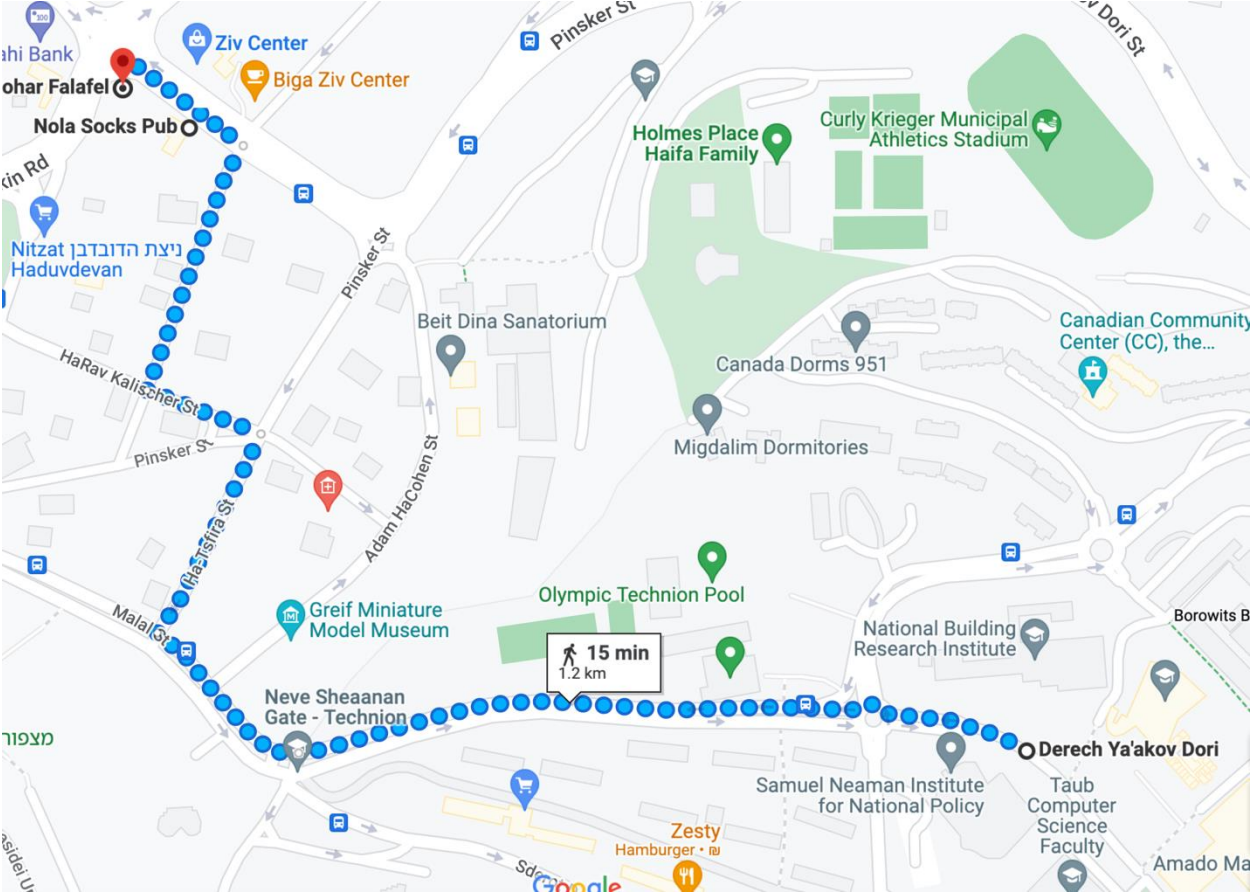 Pinsker St
Dori St
ahi Bank
Ziv Center
Biga Ziv Center
ohar Falafel
Nola Socks Pub
Holmes Place
Haifa Family
Curly Krieger Municipal
Athletics Stadium
kin Rd
Nitzat ניצת הדובדבן
Haduvdevan
Pinsker St
Beit Dina Sanatorium
Canadian Community
Center (CC), the...
HaRav Kalischer St
Canada Dorms 951
Pinsker St
Migdalim Dormitories
Adam HaCohen St
Ha-Tsfira St
Olympic Technion Pool
Malal St
Greif Miniature
Model Museum
15 min
1.2 km
National Building
Research Institute
Borowits B
Neve Sheaanan
Gate - Technion
מצפור
Derech Ya'akov Dori
Samuel Neaman Institute
for National Policy
Taub
Computer
Science
Faculty
Zesty
Hamburger • ₪
Amado Ma
Google